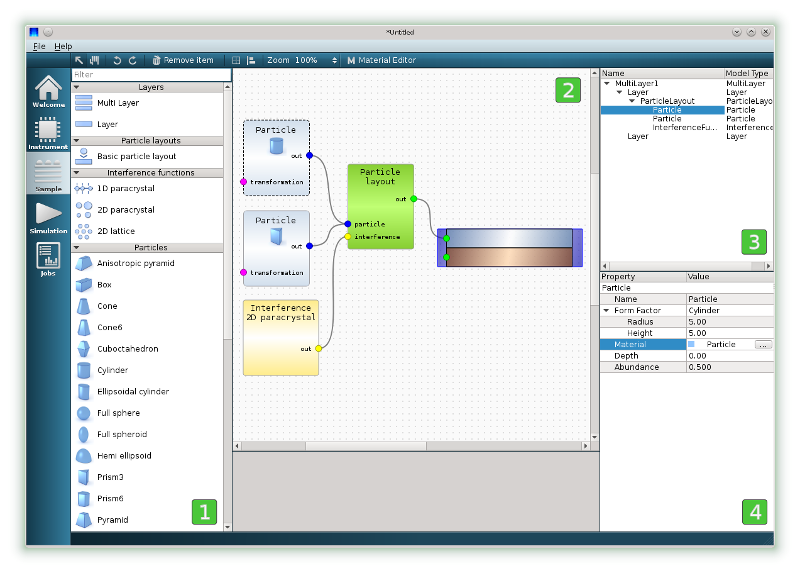 *Untitled
File Help
Remove item Zoom 100% M Material Editor
Welcome
Instrument
Sample
Simulation
Jobs
Filter
Layers
Multi Layer
Layer
Particle layouts
Basic particle layout
Interference functions
1D paracrystal
2D paracrystal
2D lattice
Particles
Anisotropic pyramid
Box
Cone
Cone6
Cuboctahedron
Cylinder
Ellipsoidal cylinder
Full sphere
Full spheroid
Hemi ellipsoid
Prism3
Prism6
Pyramid
1
2
Particle
out
transformation
Particle
out
transformation
Interference
2D paracrystal
out
Particle
layout
out
particle
interference
Name Model Type
MultiLayer1 MultiLayer
Layer Layer
ParticleLayout ParticleLayo
Particle Particle
Particle Particle
InterferenceFu... Interference
Layer Layer
3
Property Value
Particle
Name Particle
Form Factor Cylinder
Radius 5.00
Height 5.00
Material Particle ...
Depth 0.00
Abundance 0.500
4